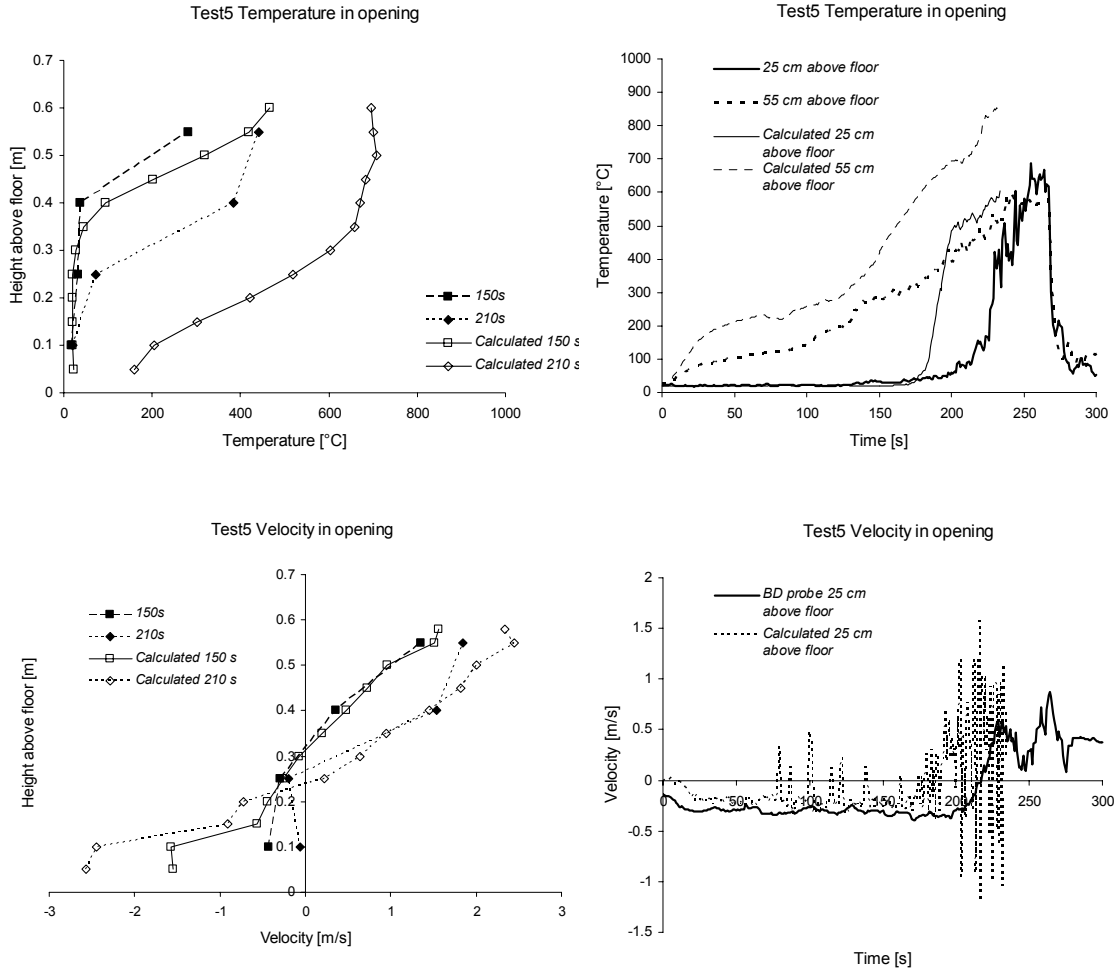 Test5 Temperature in opening
0.7
0.6
0.5
0.4
0.3
0.2
0.1
0
Height above floor [m]
0
200
400
600
800
1000
Temperature [°C]
150s
210s
Calculated 150 s
Calculated 210 s
Test5 Temperature in opening
1000
900
800
700
600
500
400
300
200
100
0
Temperature [°C]
0
50
100
150
200
250
300
Time [s]
25 cm above floor
55 cm above floor
Calculated 25 cm
above floor
Calculated 55 cm
above floor
Test5 Velocity in opening
0.7
0.6
0.5
0.4
0.3
0.2
0.1
0
Height above floor [m]
-3
-2
-1
0
1
2
3
Velocity [m/s]
150s
210s
Calculated 150 s
Calculated 210 s
Test5 Velocity in opening
2
1.5
1
0.5
0
-0.5
-1
-1.5
Velocity [m/s]
0
50
100
150
200
250
300
Time [s]
BD probe 25 cm
above floor
Calculated 25 cm
above floor